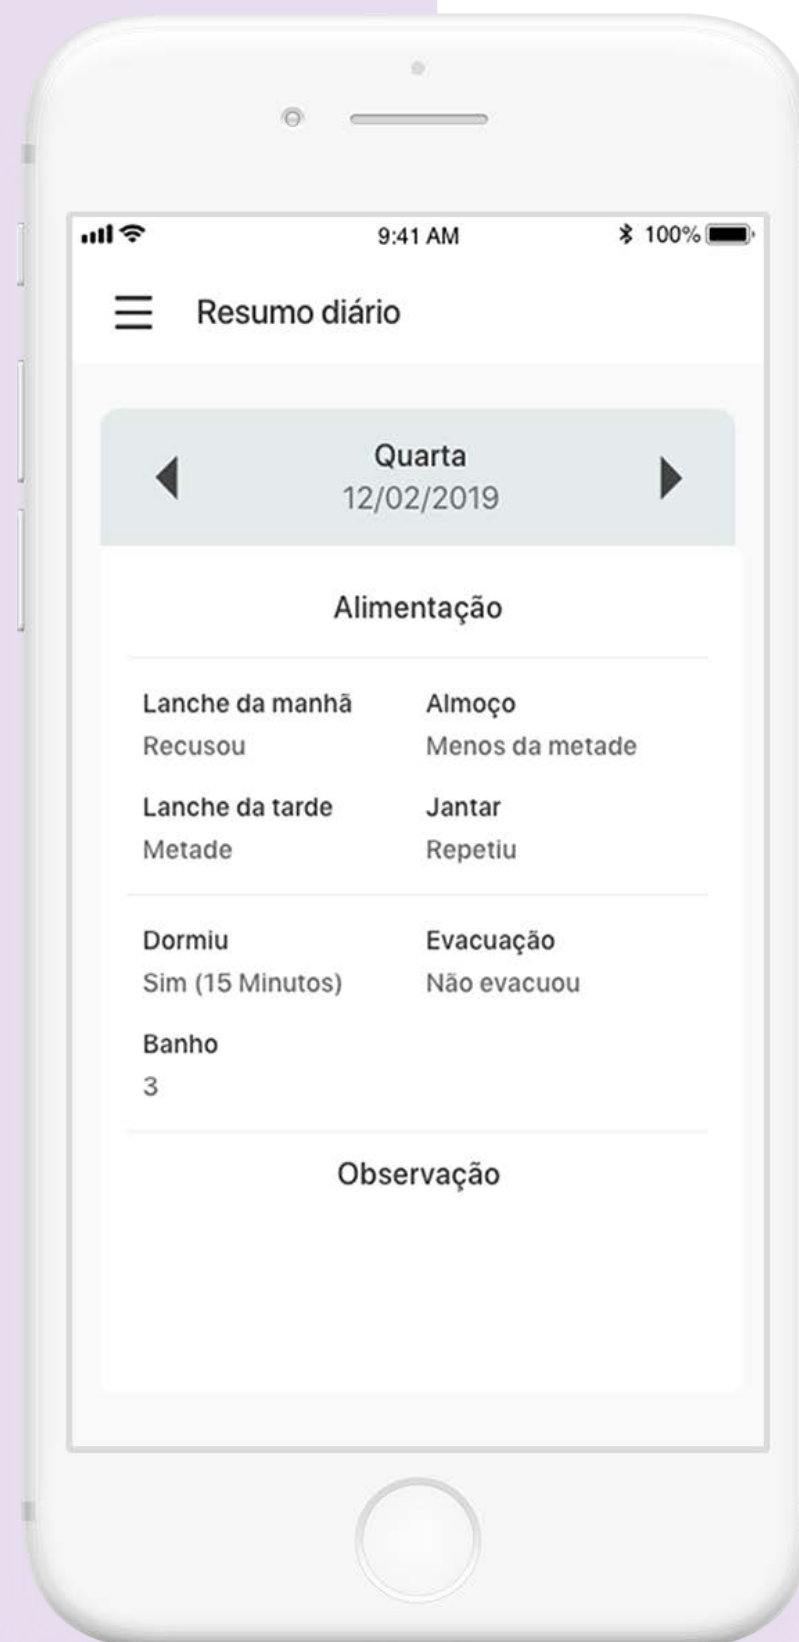 9:41 AM
100%
Resumo diário
Quarta
12/02/2019
Alimentação
Lanche da manhã
Recusou
Almoço
Menos da metade
Lanche da tarde
Metade
Jantar
Repetiu
Dormiu
Sim (15 Minutos)
Evacuação
Não evacuou
Banho
3
Observação